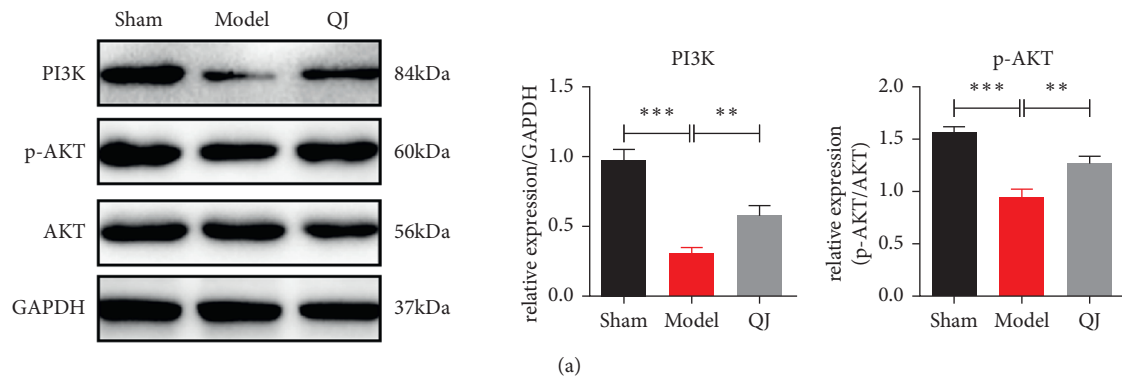 Sham Model QJ
PI3K 84kDa
p-AKT 60kDa
AKT 56kDa
GAPDH 37kDa
PI3K
relative expression/GAPDH
1.5
1.0
0.5
0.0
*** **
Sham Model QJ
p-AKT
relative expression
(p-AKT/AKT)
2.0
1.5
1.0
0.5
0.0
*** **
Sham Model QJ
(a)